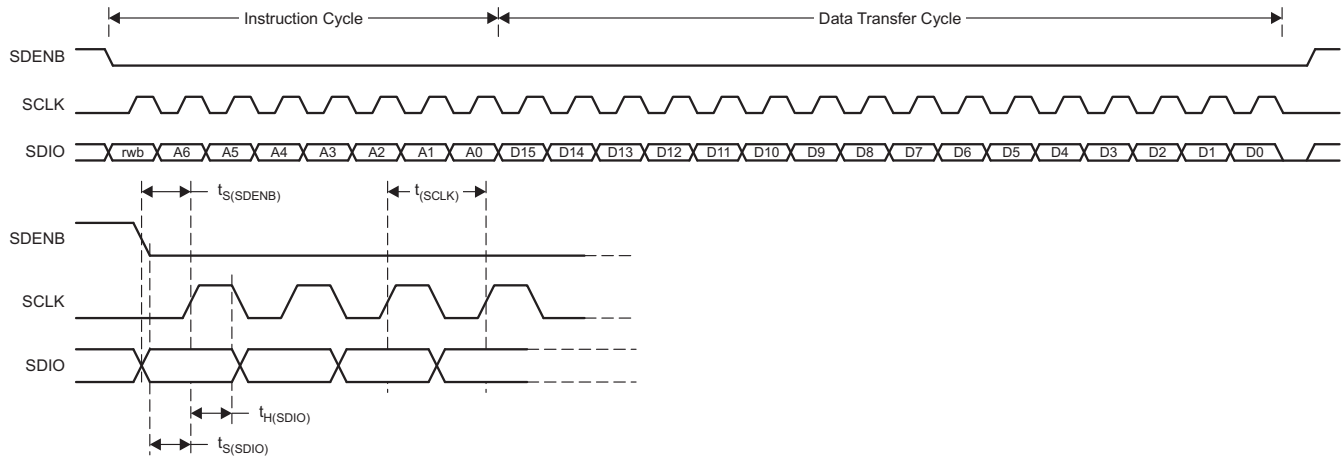 Instruction Cycle Data Transfer Cycle
SDENB
SCLK
SDIO rwb A6 A5 A4 A3 A2 A1 A0 D15 D14 D13 D12 D11 D10 D9 D8 D7 D6 D5 D4 D3 D2 D1 D0
tS(SDENB) t(SCLK)
SDENB
SCLK
SDIO
tH(SDIO)
tS(SDIO)